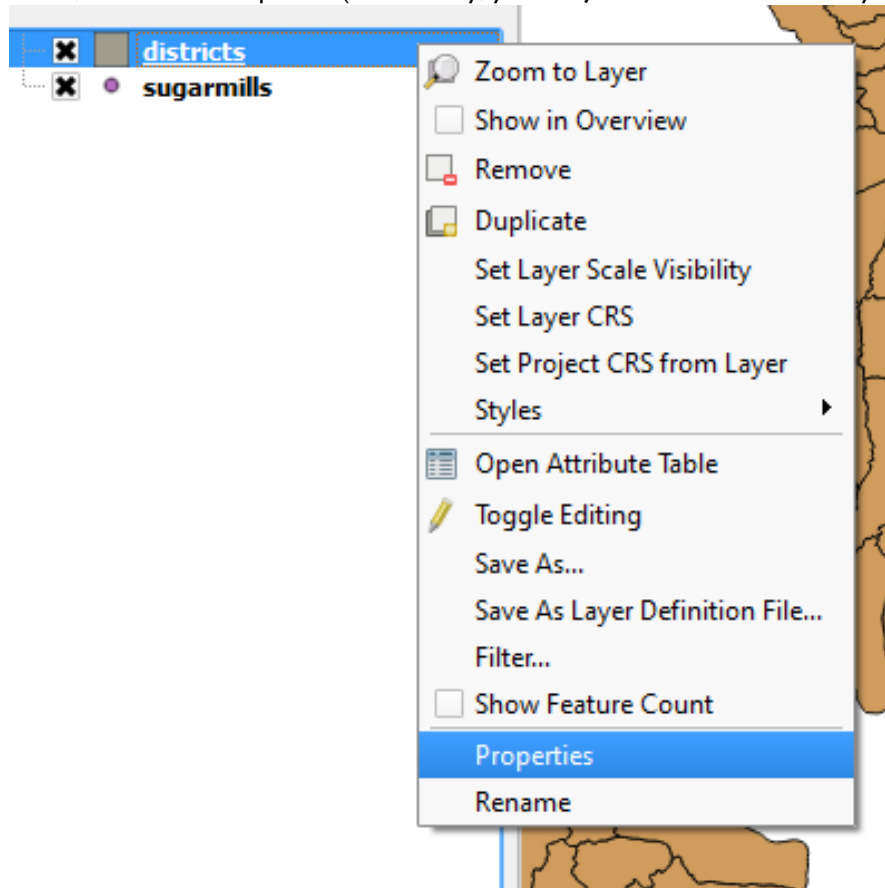 districts
sugarmills
Zoom to Layer
Show in Overview
Remove
Duplicate
Set Layer Scale Visibility
Set Layer CRS
Set Project CRS from Layer
Styles
Open Attribute Table
Toggle Editing
Save As...
Save As Layer Definition File...
Filter...
Show Feature Count
Properties
Rename